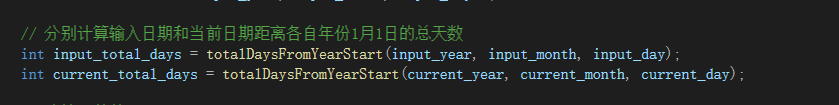 // 分别计算输入日期和当前日期距离各自年份1月1日的总天数
int input_total_days = totalDaysFromYearStart(input_year, input_month, input_day);
int current_total_days = totalDaysFromYearStart(current_year, current_month, current_day);